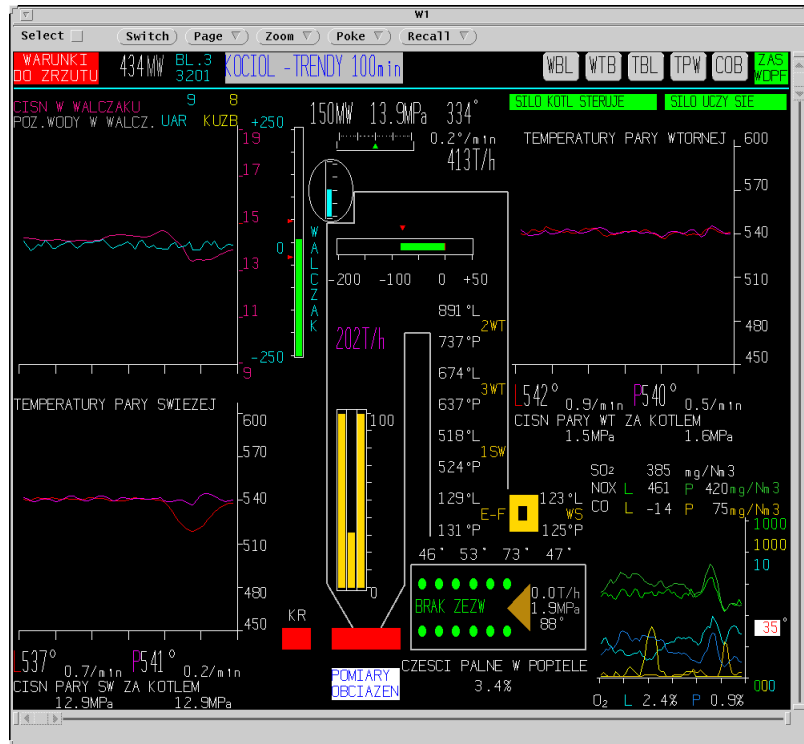 W1
Select Switch Page Zoom Poke Recall
WARUNKI DO ZRZUTU
434MW
BL.3
3201
KOCIOL -TRENDY 100min
WBL WTB TBL TPW COB
ZAS WDPF
CISN W WALCZAKU 9 8
POZ.WODY W WALCZ. UAR KUZB +250
150MW 13.9MPa 334°
SILO KOTL STERUJE SILO UCZY SIE
0.2°/min
413T/h
19
17
15
13
11
9
0
-250
WALCZAK
-200 -100 0 +50
202T/h
TEMPERATURY PARY WTORNEJ
600
570
540
510
480
450
L542° 0.9/min P540° 0.5/min
CISN PARY WT ZA KOTLEM
1.5MPa 1.6MPa
891°L
2WT
737°P
674°L
3WT
637°P
518°L
1SW
524°P
129°L
E-F
131°P
123°L
WS
125°P
46° 53° 73° 47°
TEMPERATURY PARY SWIEZEJ
600
570
540
510
480
450
100
0
SO2 385 mg/Nm3
NOX L 461 P 420mg/Nm3
CO L -14 P 75mg/Nm3
1000
1000
10
35°
000
BRAK ZEZW
0.0T/h
1.9MPa
88°
KR
L537° 0.7/min P541° 0.2/min
CISN PARY SW ZA KOTLEM
12.9MPa 12.9MPa
POMIARY
OBCIAZEN
CZESCI PALNE W POPIELE
3.4%
O2 L 2.4% P 0.9%